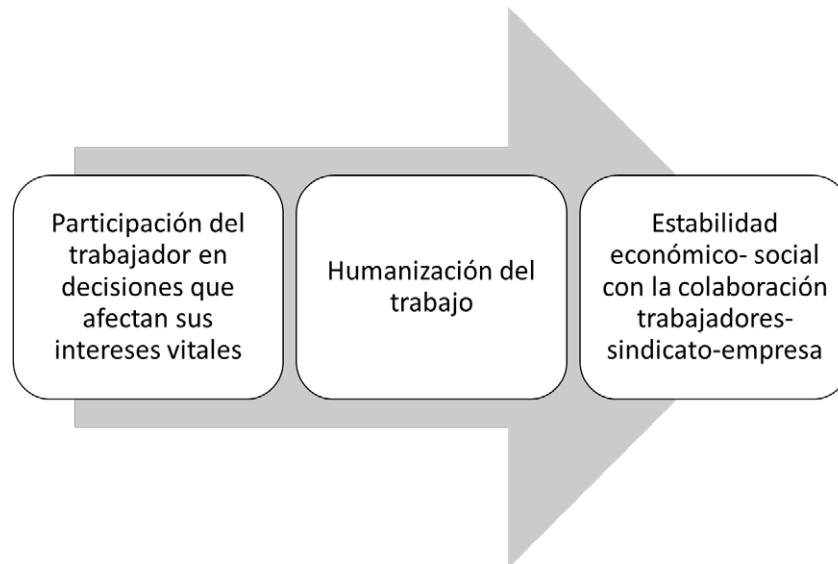 Participación del
trabajador en
decisiones que
afectan sus
intereses vitales
Humanización del
trabajo
Estabilidad
económico- social
con la colaboración
trabajadores-
sindicato-empresa